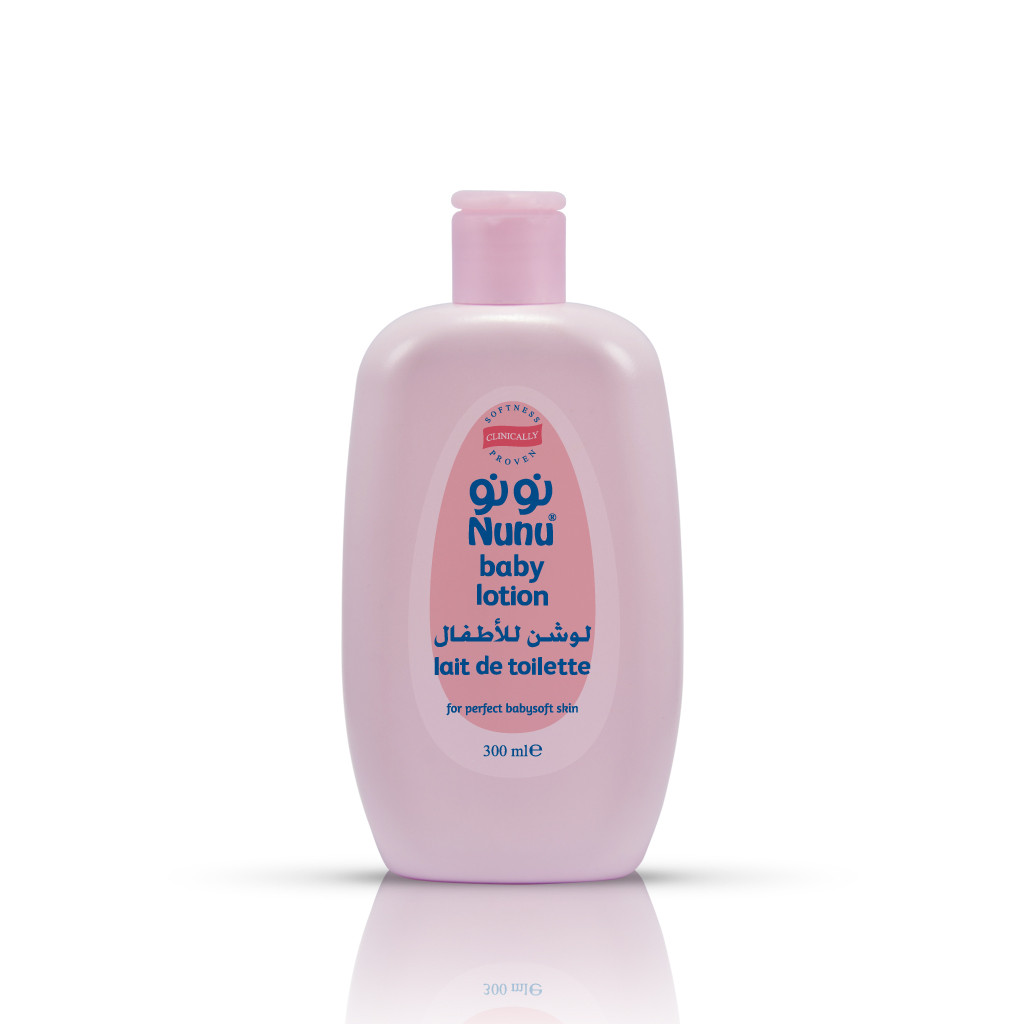 SOFTNESS
CLINICALLY
PROVEN
نونو
Nunu®
baby
lotion
لوشن للأطفال
lait de toilette
for perfect babysoft skin
300 ml℮
300 ml℮